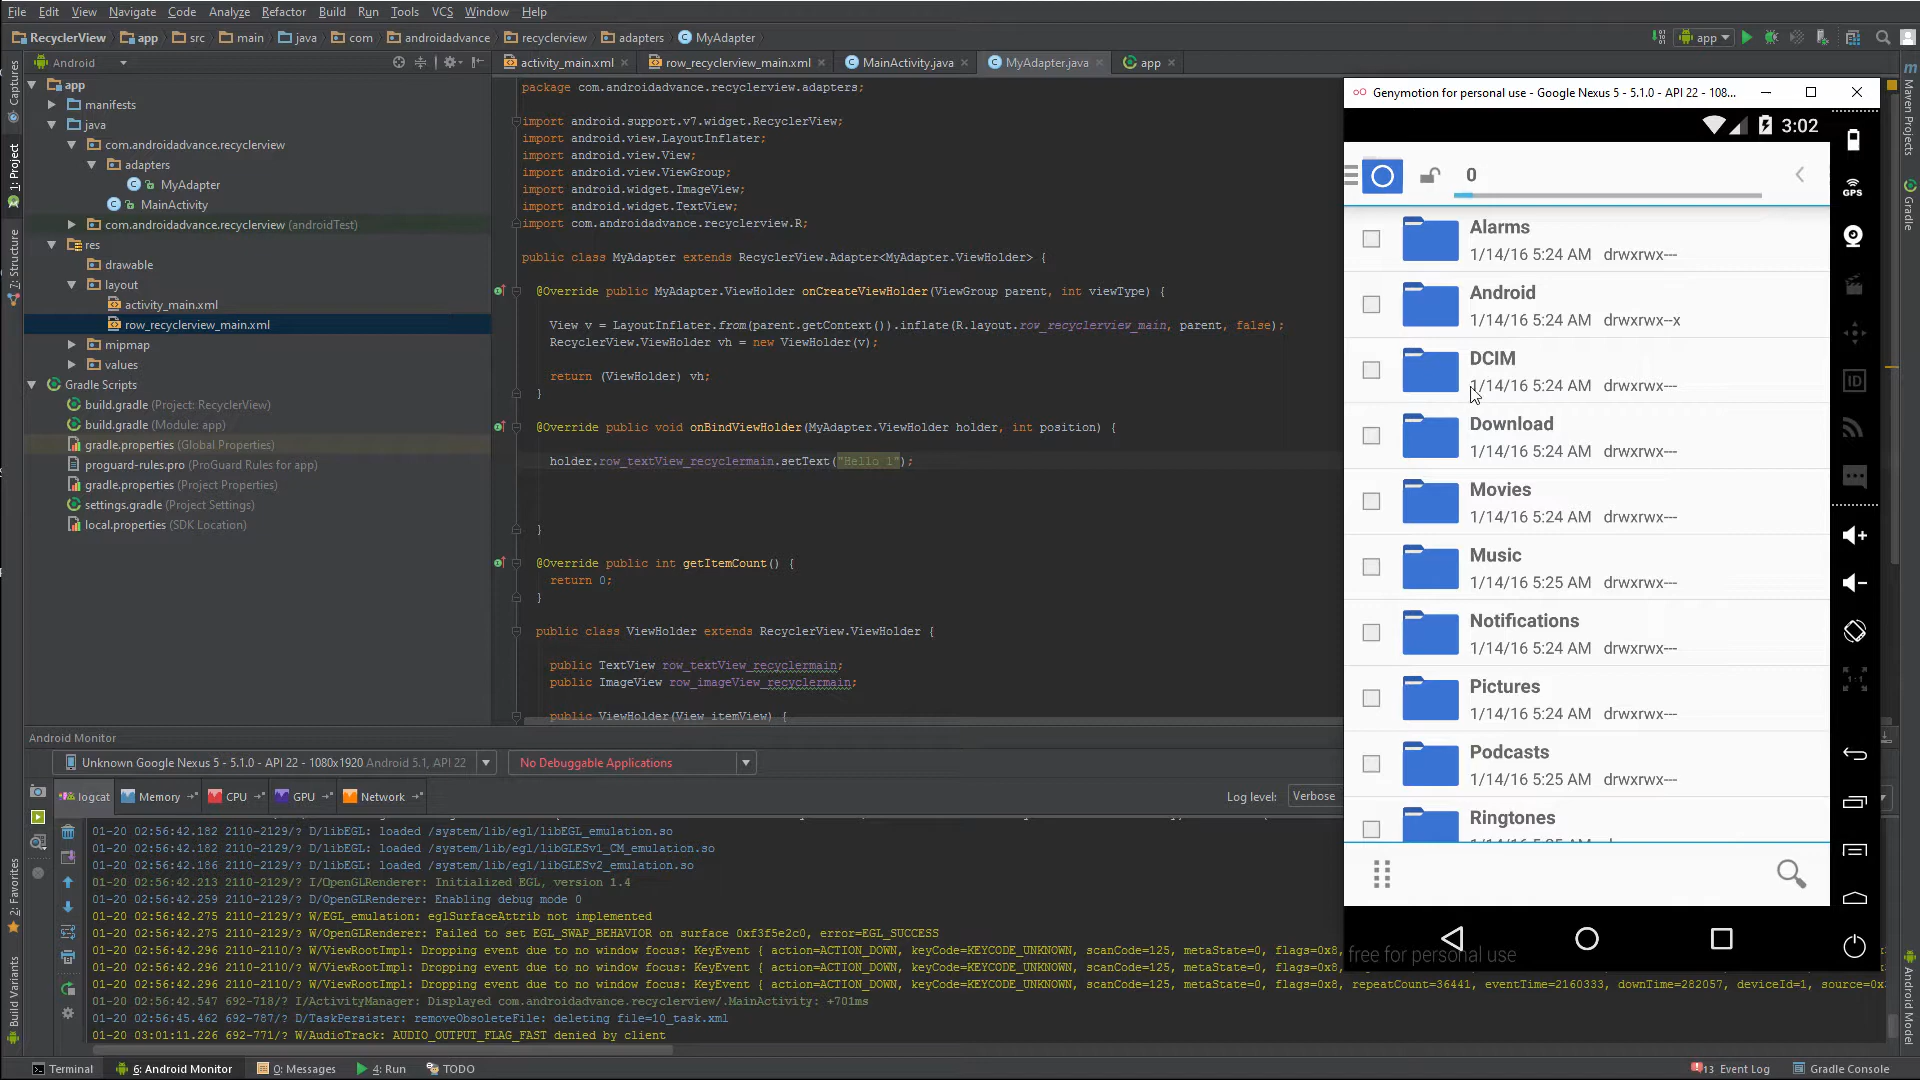 File Edit View Navigate Code Analyze Refactor Build Run Tools VCS Window Help
RecyclerView app src main java com androidadvance recyclerview adapters MyAdapter
app
Android
activity_main.xml row_recyclerview_main.xml MainActivity.java MyAdapter.java app
Captures
1: Project
7: Structure
2: Favorites
Build Variants
app
manifests
java
com.androidadvance.recyclerview
adapters
MyAdapter
MainActivity
com.androidadvance.recyclerview (androidTest)
res
drawable
layout
activity_main.xml
row_recyclerview_main.xml
mipmap
values
Gradle Scripts
build.gradle (Project: RecyclerView)
build.gradle (Module: app)
gradle.properties (Global Properties)
proguard-rules.pro (ProGuard Rules for app)
gradle.properties (Project Properties)
settings.gradle (Project Settings)
local.properties (SDK Location)
package com.androidadvance.recyclerview.adapters;
import android.support.v7.widget.RecyclerView;
import android.view.LayoutInflater;
import android.view.View;
import android.view.ViewGroup;
import android.widget.ImageView;
import android.widget.TextView;
import com.androidadvance.recyclerview.R;
public class MyAdapter extends RecyclerView.Adapter<MyAdapter.ViewHolder> {
@Override public MyAdapter.ViewHolder onCreateViewHolder(ViewGroup parent, int viewType) {
View v = LayoutInflater.from(parent.getContext()).inflate(R.layout.row_recyclerview_main, parent, false);
RecyclerView.ViewHolder vh = new ViewHolder(v);
return (ViewHolder) vh;
}
@Override public void onBindViewHolder(MyAdapter.ViewHolder holder, int position) {
holder.row_textView_recyclermain.setText("Hello 1");
}
@Override public int getItemCount() {
return 0;
}
public class ViewHolder extends RecyclerView.ViewHolder {
public TextView row_textView_recyclermain;
public ImageView row_imageView_recyclermain;
public ViewHolder(View itemView) {
Genymotion for personal use - Google Nexus 5 - 5.1.0 - API 22 - 108...
3:02
0
Alarms
1/14/16 5:24 AM drwxrwx---
Android
1/14/16 5:24 AM drwxrwx--x
DCIM
1/14/16 5:24 AM drwxrwx---
Download
1/14/16 5:24 AM drwxrwx---
Movies
1/14/16 5:24 AM drwxrwx---
Music
1/14/16 5:25 AM drwxrwx---
Notifications
1/14/16 5:24 AM drwxrwx---
Pictures
1/14/16 5:24 AM drwxrwx---
Podcasts
1/14/16 5:25 AM drwxrwx---
Ringtones
free for personal use
GPS
ID
1:1
Maven Projects
Gradle
Android Model
Android Monitor
Unknown Google Nexus 5 - 5.1.0 - API 22 - 1080x1920 Android 5.1, API 22
No Debuggable Applications
logcat Memory CPU GPU Network Log level: Verbose
01-20 02:56:42.182 2110-2129/? D/libEGL: loaded /system/lib/egl/libEGL_emulation.so
01-20 02:56:42.182 2110-2129/? D/libEGL: loaded /system/lib/egl/libGLESv1_CM_emulation.so
01-20 02:56:42.186 2110-2129/? D/libEGL: loaded /system/lib/egl/libGLESv2_emulation.so
01-20 02:56:42.213 2110-2129/? I/OpenGLRenderer: Initialized EGL, version 1.4
01-20 02:56:42.259 2110-2129/? D/OpenGLRenderer: Enabling debug mode 0
01-20 02:56:42.275 2110-2129/? W/EGL_emulation: eglSurfaceAttrib not implemented
01-20 02:56:42.275 2110-2129/? W/OpenGLRenderer: Failed to set EGL_SWAP_BEHAVIOR on surface 0xf3f5e2c0, error=EGL_SUCCESS
01-20 02:56:42.296 2110-2110/? W/ViewRootImpl: Dropping event due to no window focus: KeyEvent { action=ACTION_DOWN, keyCode=KEYCODE_UNKNOWN, scanCode=125, metaState=0, flags=0x8,
01-20 02:56:42.296 2110-2110/? W/ViewRootImpl: Dropping event due to no window focus: KeyEvent { action=ACTION_DOWN, keyCode=KEYCODE_UNKNOWN, scanCode=125, metaState=0, flags=0x8,
01-20 02:56:42.296 2110-2110/? W/ViewRootImpl: Dropping event due to no window focus: KeyEvent { action=ACTION_DOWN, keyCode=KEYCODE_UNKNOWN, scanCode=125, metaState=0, flags=0x8, repeatCount=36441, eventTime=2160333, downTime=282057, deviceId=1, source=0x
01-20 02:56:42.547 692-718/? I/ActivityManager: Displayed com.androidadvance.recyclerview/.MainActivity: +701ms
01-20 02:56:45.462 692-787/? D/TaskPersister: removeObsoleteFile: deleting file=10_task.xml
01-20 03:01:11.226 692-771/? W/AudioTrack: AUDIO_OUTPUT_FLAG_FAST denied by client
Terminal 6: Android Monitor 0: Messages 4: Run TODO 13 Event Log Gradle Console